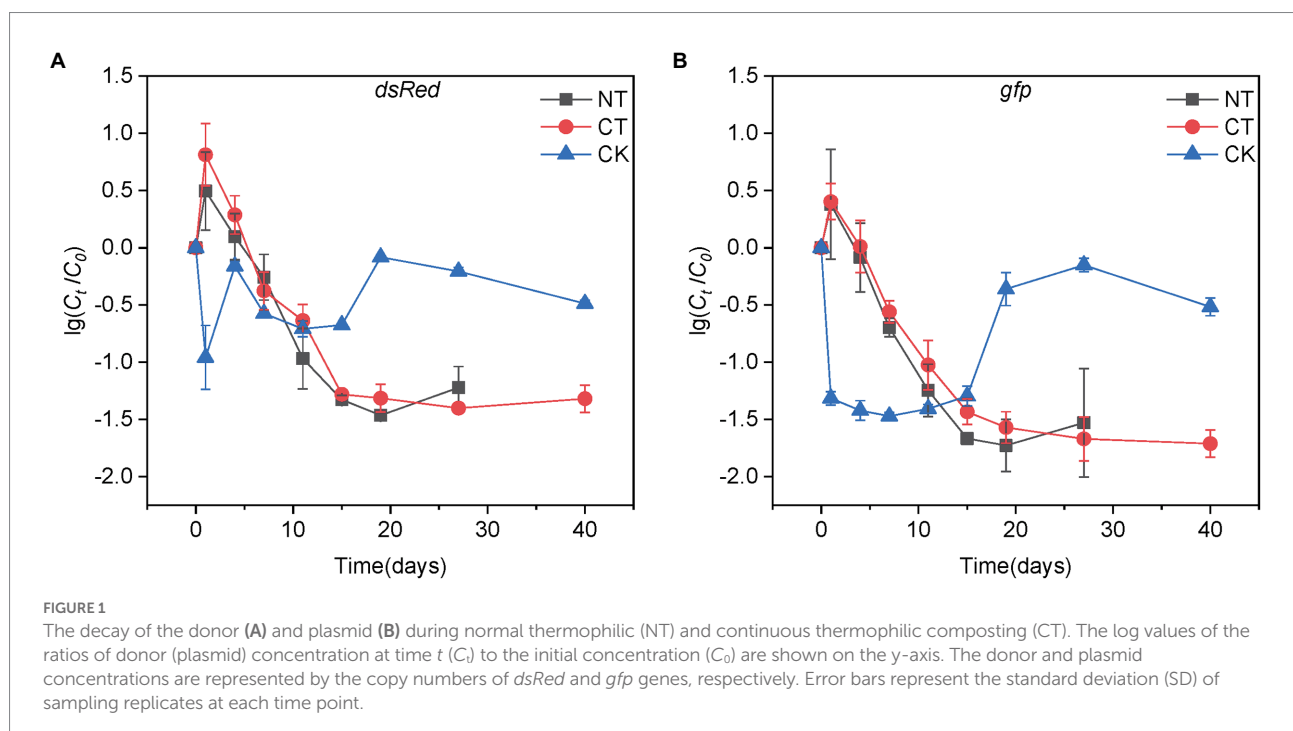 A
B
dsRed
gfp
NT
CT
CK
NT
CT
CK
1.5
1.0
0.5
0.0
-0.5
-1.0
-1.5
-2.0
lg(Ct /C0)
0
10
20
30
40
Time(days)
1.5
1.0
0.5
0.0
-0.5
-1.0
-1.5
-2.0
lg(Ct /C0)
0
10
20
30
40
Time(days)
FIGURE 1
The decay of the donor (A) and plasmid (B) during normal thermophilic (NT) and continuous thermophilic composting (CT). The log values of the
ratios of donor (plasmid) concentration at time t (Ct) to the initial concentration (C0) are shown on the y-axis. The donor and plasmid
concentrations are represented by the copy numbers of dsRed and gfp genes, respectively. Error bars represent the standard deviation (SD) of
sampling replicates at each time point.